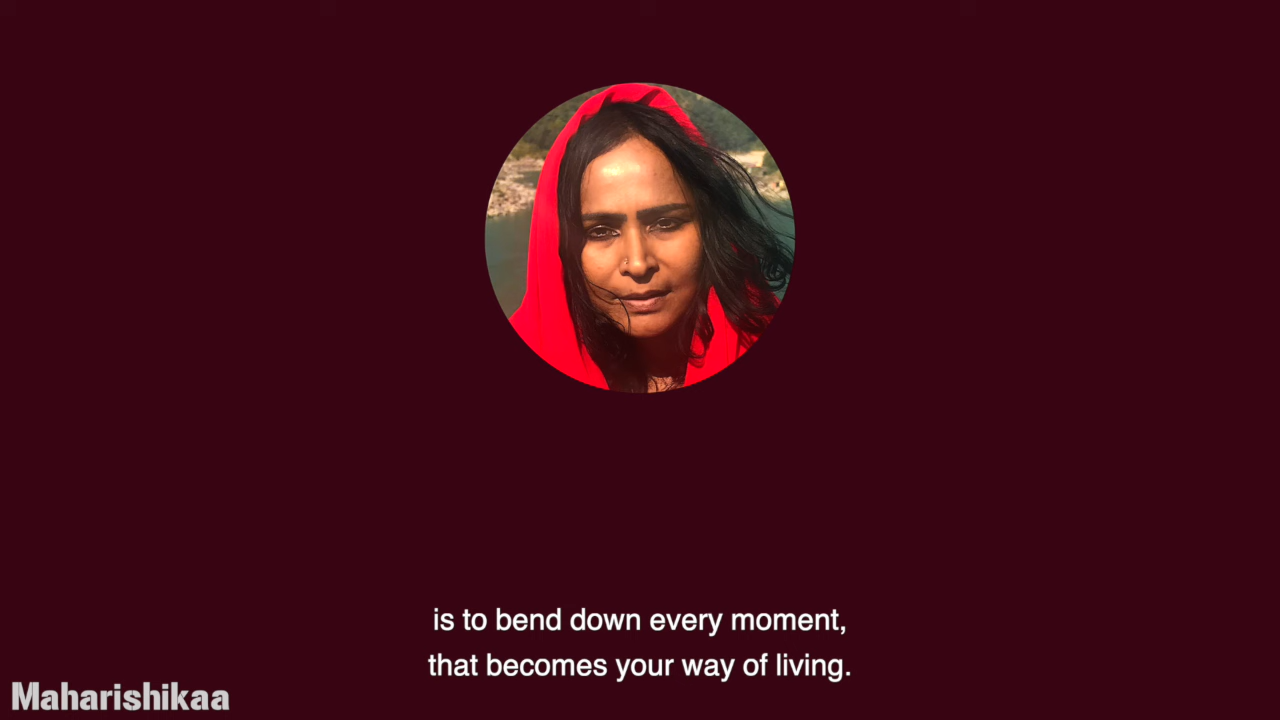 is to bend down every moment,
that becomes your way of living.
Maharishikaa